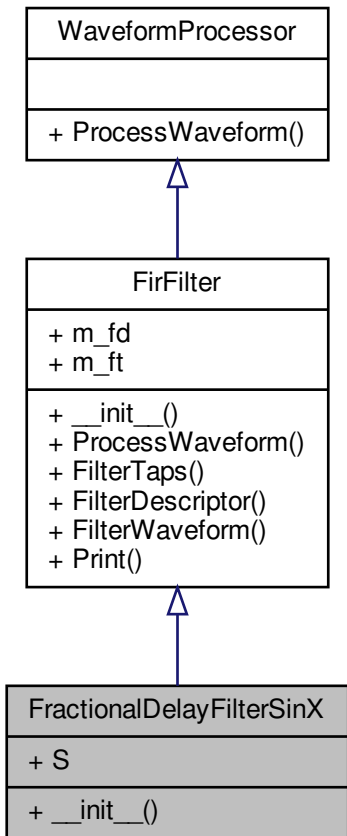 WaveformProcessor
+ ProcessWaveform()
FirFilter
+ m_fd
+ m_ft
+ __init__()
+ ProcessWaveform()
+ FilterTaps()
+ FilterDescriptor()
+ FilterWaveform()
+ Print()
FractionalDelayFilterSinX
+ S
+ __init__()